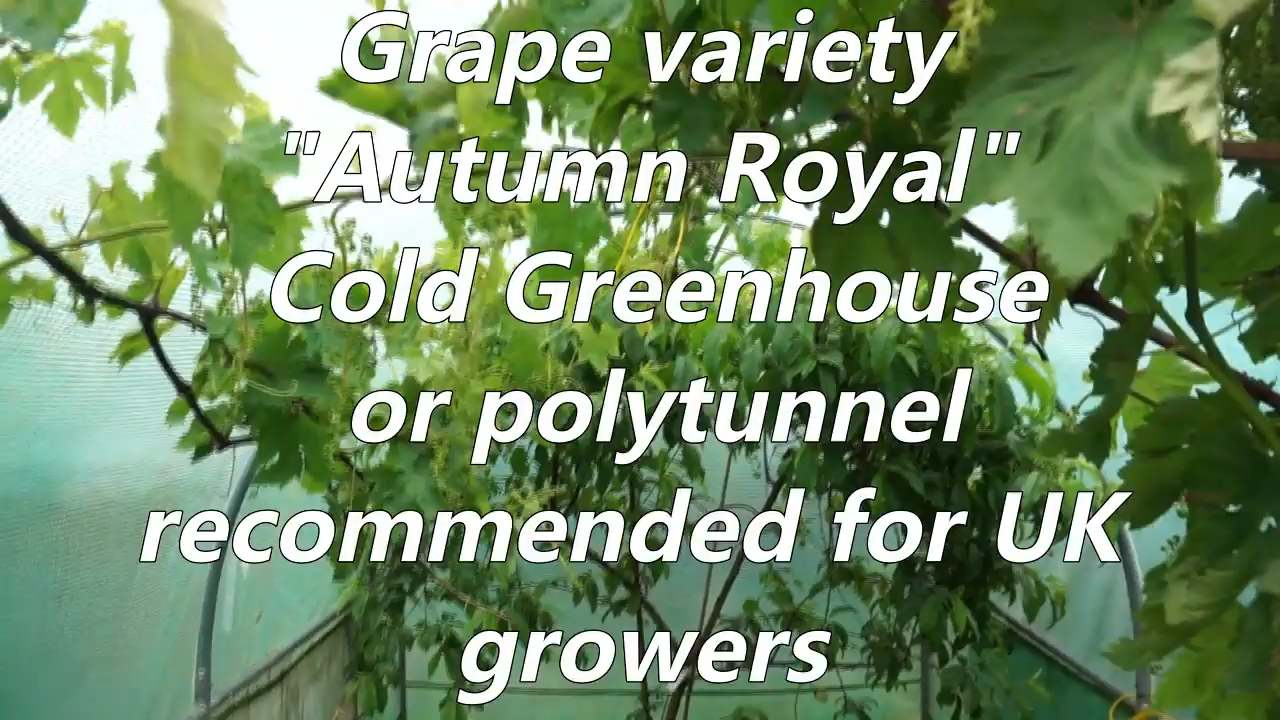 Grape variety
"Autumn Royal"
Cold Greenhouse
or polytunnel
recommended for UK
growers